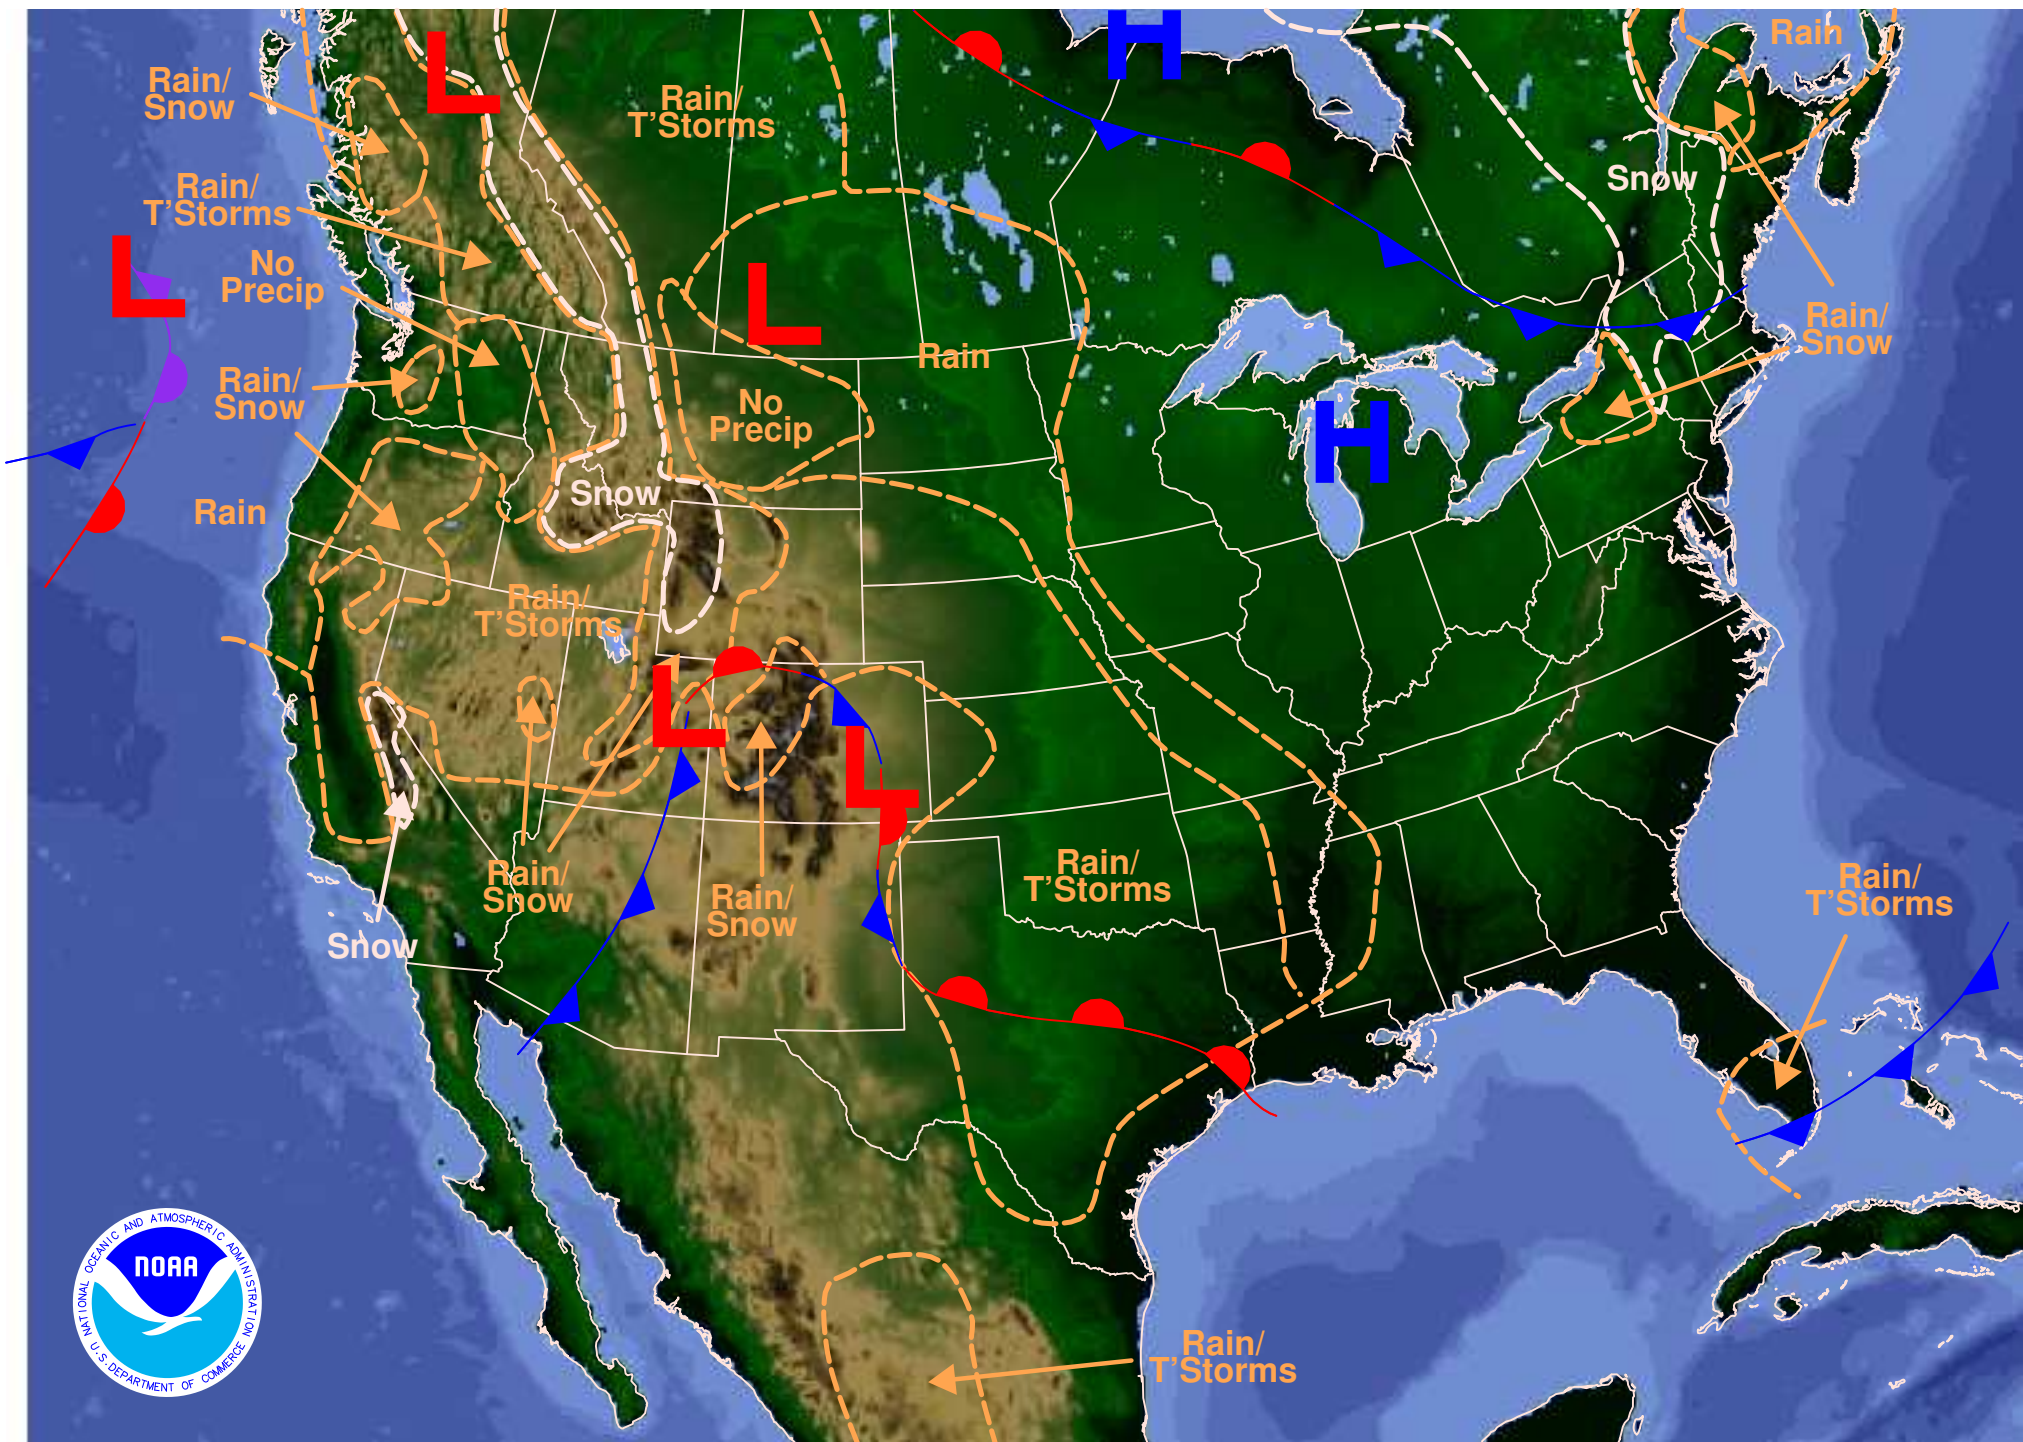 H
Rain
L
Rain/
Snow
Rain/
T'Storms
Rain/
T'Storms
Snow
No
Precip
L
L
Rain/
Snow
Rain
Rain/
Snow
No
Precip
H
Snow
Rain
Rain/
T'Storms
L
L
Rain/
T'Storms
Rain/
Snow
Rain/
Snow
Rain/
T'Storms
Snow
NATIONAL OCEANIC AND ATMOSPHERIC ADMINISTRATION
NOAA
U.S. DEPARTMENT OF COMMERCE
Rain/
T'Storms